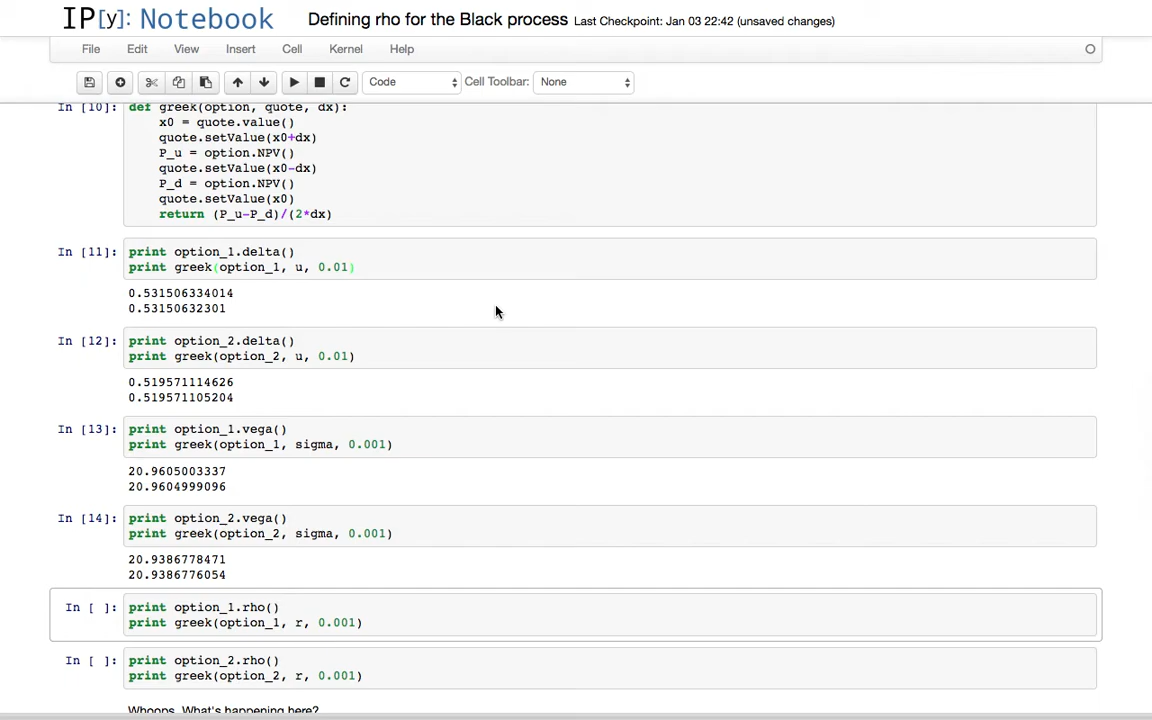 IP[y]: Notebook Defining rho for the Black process Last Checkpoint: Jan 03 22:42 (unsaved changes)
File Edit View Insert Cell Kernel Help
Code Cell Toolbar: None
In [10]: def greek(option, quote, dx):
x0 = quote.value()
quote.setValue(x0+dx)
P_u = option.NPV()
quote.setValue(x0-dx)
P_d = option.NPV()
quote.setValue(x0)
return (P_u-P_d)/(2*dx)
In [11]: print option_1.delta()
print greek(option_1, u, 0.01)
0.531506334014
0.53150632301
In [12]: print option_2.delta()
print greek(option_2, u, 0.01)
0.519571114626
0.519571105204
In [13]: print option_1.vega()
print greek(option_1, sigma, 0.001)
20.9605003337
20.9604999096
In [14]: print option_2.vega()
print greek(option_2, sigma, 0.001)
20.9386778471
20.9386776054
In [ ]: print option_1.rho()
print greek(option_1, r, 0.001)
In [ ]: print option_2.rho()
print greek(option_2, r, 0.001)
Whoops. What's happening here?